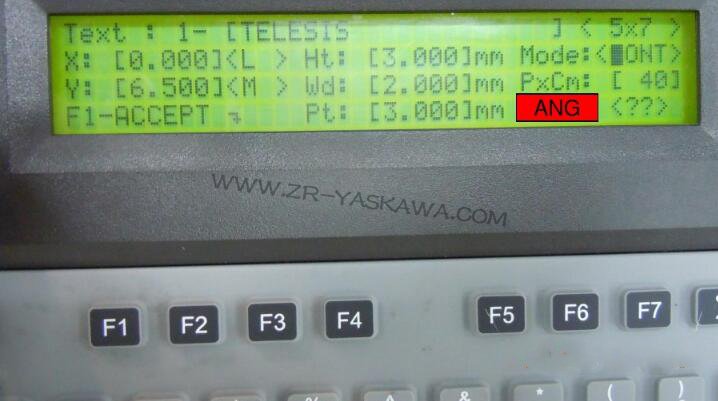 Text : 1- [TELESIS ] < 5x7 >
X: [0.000]<L > Ht: [3.000]mm Mode:<█ONT>
Y: [6.500]<M > Wd: [2.000]mm PxCm: [ 40]
F1-ACCEPT Pt: [3.000]mm ANG <??>
WWW.ZR-YASKAWA.COM
F1 F2 F3 F4 F5 F6 F7
% ^ & * ( )